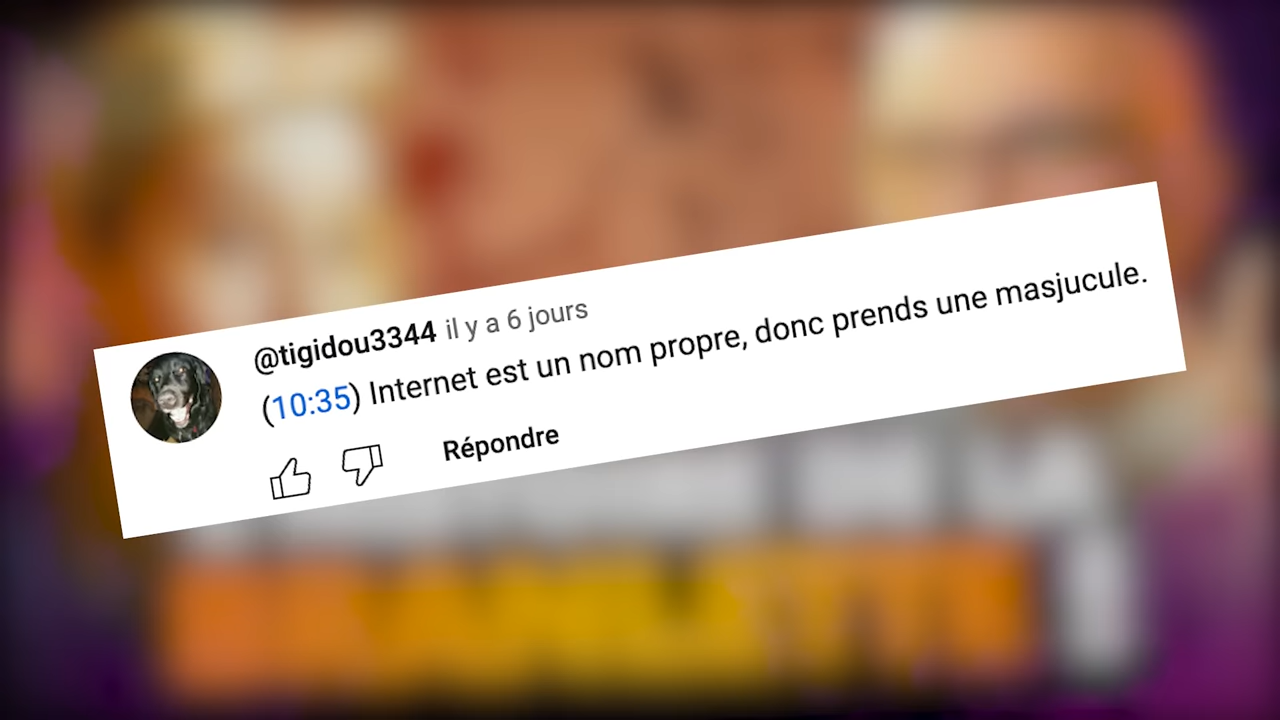 @tigidou3344 il y a 6 jours
(10:35) Internet est un nom propre, donc prends une masjucule.
Répondre